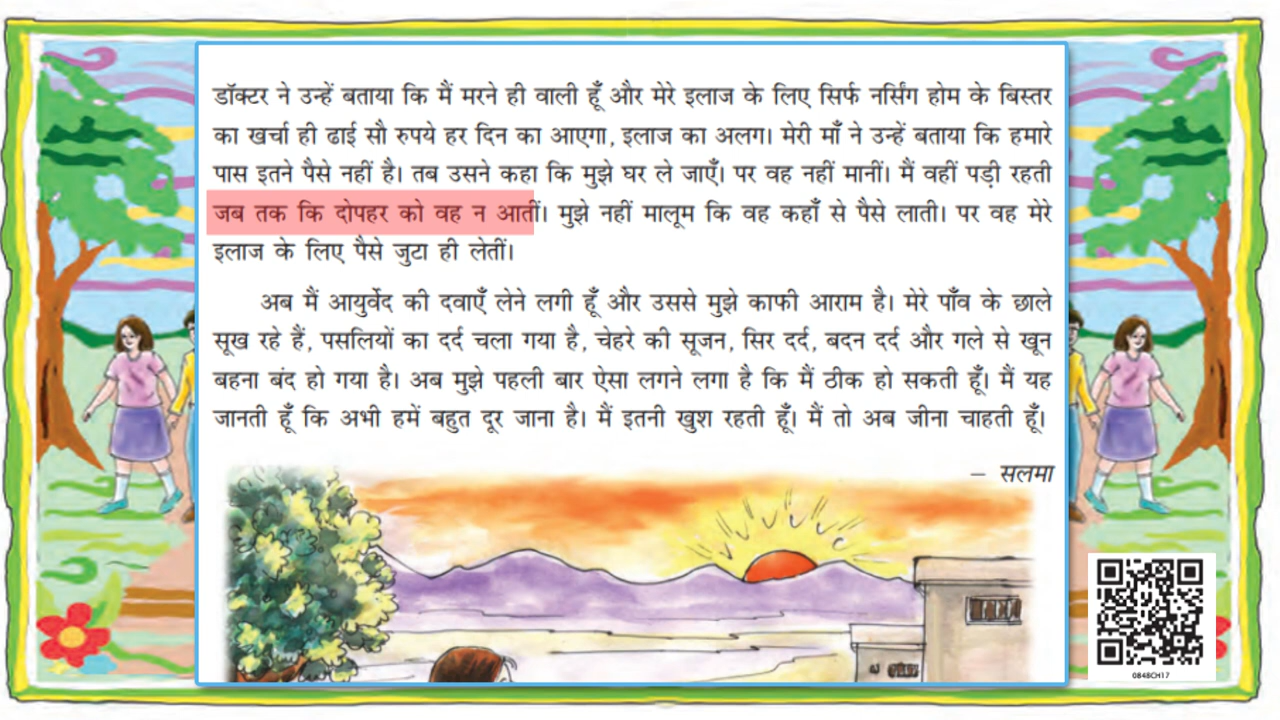 डॉक्टर ने उन्हें बताया कि मैं मरने ही वाली हूँ और मेरे इलाज के लिए सिर्फ नर्सिंग होम के बिस्तर
का खर्चा ही ढाई सौ रुपये हर दिन का आएगा, इलाज का अलग। मेरी माँ ने उन्हें बताया कि हमारे
पास इतने पैसे नहीं है। तब उसने कहा कि मुझे घर ले जाएँ। पर वह नहीं मानीं। मैं वहीं पड़ी रहती
जब तक कि दोपहर को वह न आतीं। मुझे नहीं मालूम कि वह कहाँ से पैसे लाती। पर वह मेरे
इलाज के लिए पैसे जुटा ही लेतीं।
अब मैं आयुर्वेद की दवाएँ लेने लगी हूँ और उससे मुझे काफी आराम है। मेरे पाँव के छाले
सूख रहे हैं, पसलियों का दर्द चला गया है, चेहरे की सूजन, सिर दर्द, बदन दर्द और गले से खून
बहना बंद हो गया है। अब मुझे पहली बार ऐसा लगने लगा है कि मैं ठीक हो सकती हूँ। मैं यह
जानती हूँ कि अभी हमें बहुत दूर जाना है। मैं इतनी खुश रहती हूँ। मैं तो अब जीना चाहती हूँ।
– सलमा
0848CH17